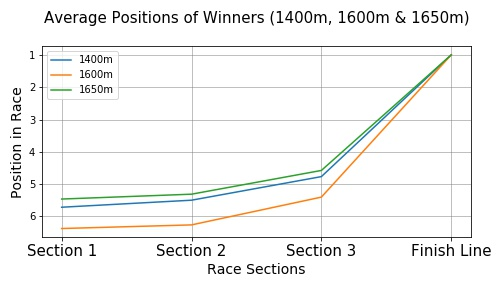 Average Positions of Winners (1400m, 1600m & 1650m)
1400m
1600m
1650m
Position in Race
1
2
3
4
5
6
Section 1
Section 2
Section 3
Finish Line
Race Sections